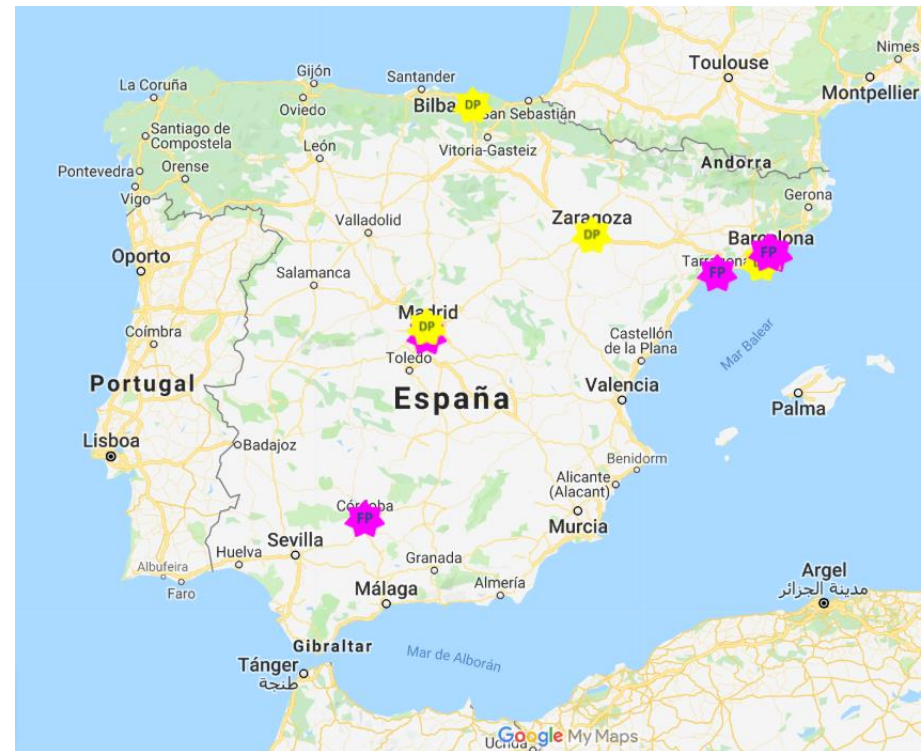 Nimes
Toulouse
Montpellier
Gijón
Santander
La Coruña
Oviedo
Bilba
DP
San Sebastián
Santiago de
Compostela
León
Vitoria-Gasteiz
Andorra
Pontevedra
Orense
Vigo
Gerona
Valladolid
Zaragoza
DP
Barcelona
FP
Oporto
Tarragona
FP
Salamanca
Madrid
DP
Coímbra
Toledo
Castellón
de la Plana
Mar Balear
Portugal
España
Valencia
Palma
Lisboa
Badajoz
Benidorm
Alicante
(Alacant)
Córdoba
FP
Murcia
Sevilla
Huelva
Granada
Albufeira
Faro
Almería
Málaga
Argel
مدينة الجزائر
Gibraltar
Mar de Alborán
Tánger
طنجة
Google My Maps